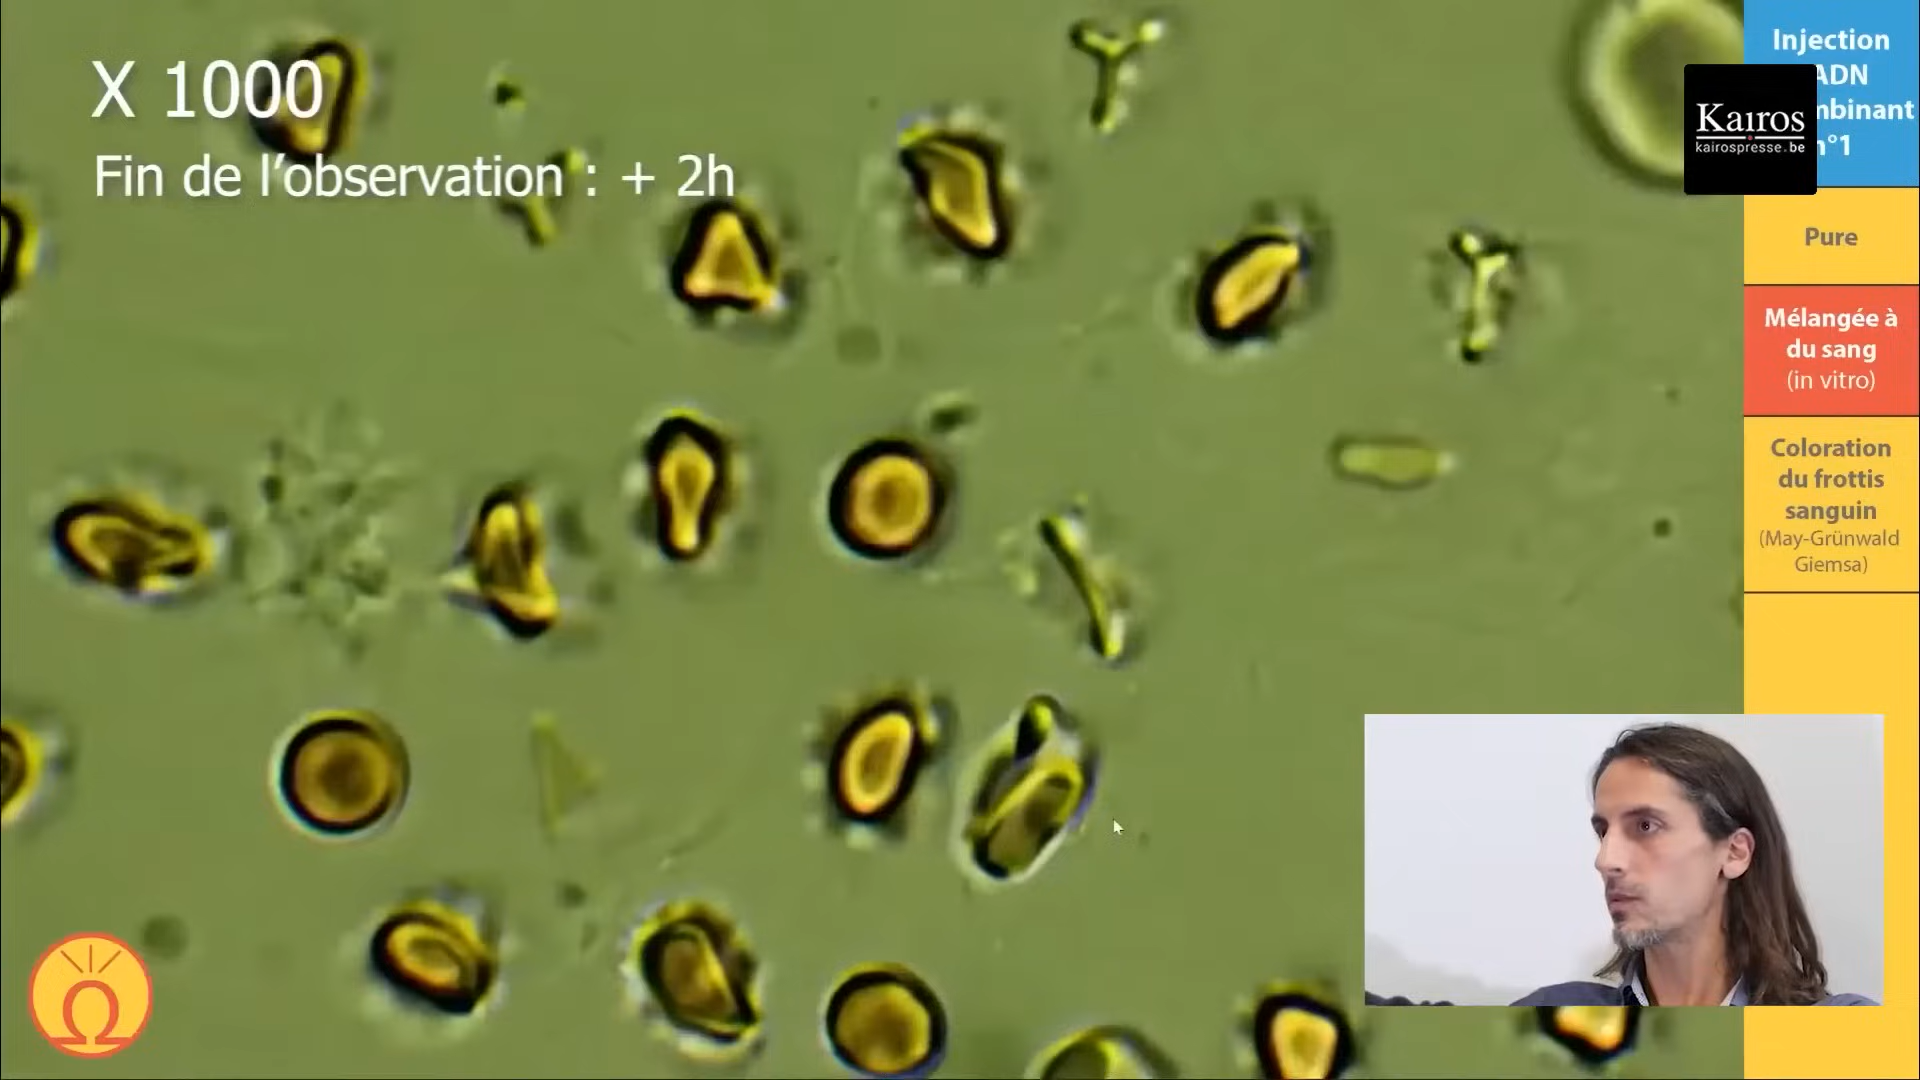 X 1000
Fin de l’observation : + 2h
Injection
ADN
Kairos
kairospresse.be
n°1
Pure
Mélangée à
du sang
(in vitro)
Coloration
du frottis
sanguin
(May-Grünwald
Giemsa)